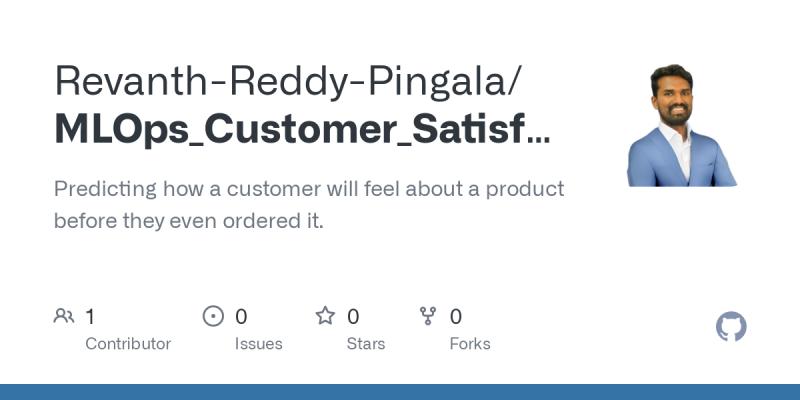 Revanth-Reddy-Pingala/
MLOps_Customer_Satisf...
Predicting how a customer will feel about a product
before they even ordered it.
1 0 0 0
Contributor Issues Stars Forks